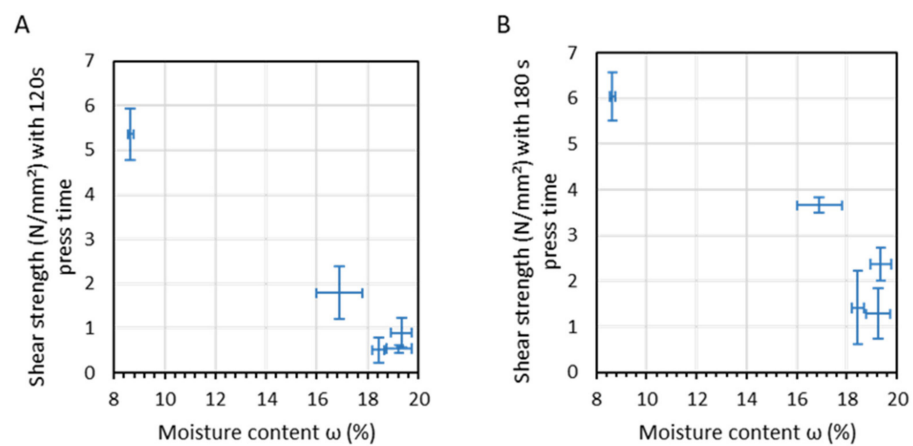 A
Shear strength (N/mm²) with 120s
press time
7
6
5
4
3
2
1
0
8 10 12 14 16 18 20
Moisture content ω (%)
B
Shear strength (N/mm²) with 180 s
press time
7
6
5
4
3
2
1
0
8 10 12 14 16 18 20
Moisture content ω (%)